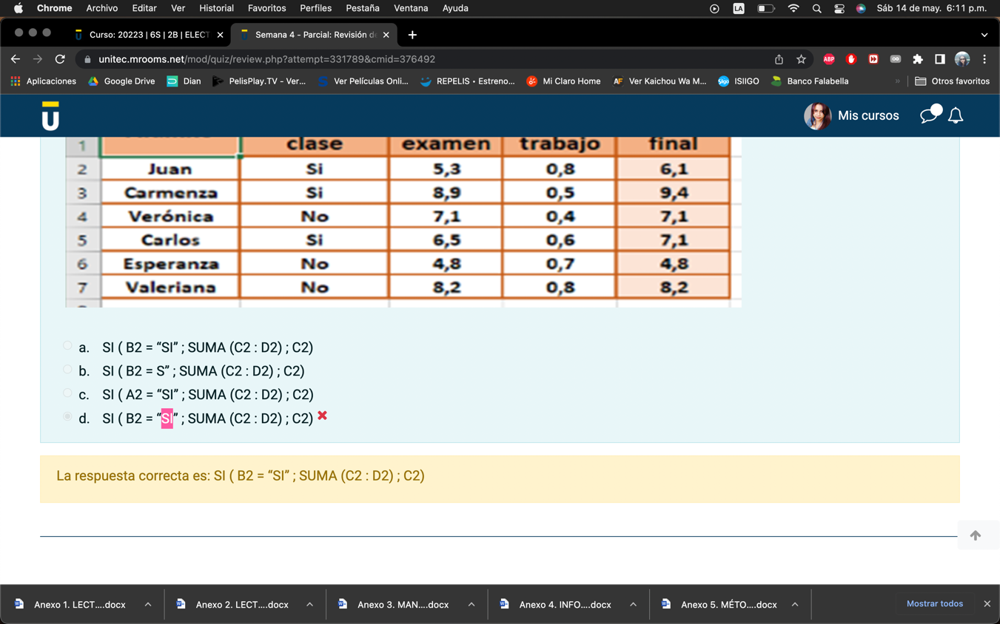 Chrome Archivo Editar Ver Historial Favoritos Perfiles Pestaña Ventana Ayuda LA Sáb 14 de may. 6:11 p.m.
Curso: 20223 | 6S | 2B | ELECT Semana 4 - Parcial: Revisión de
unitec.mrooms.net/mod/quiz/review.php?attempt=331789&cmid=376492 ABP
Aplicaciones Google Drive Dian PelisPlay.TV - Ver... Ver Películas Onli... REPELIS • Estreno... Mi Claro Home AF Ver Kaichou Wa M... Siigo ISIIGO Banco Falabella » Otros favoritos
U Mis cursos
1 clase examen trabajo final
2 Juan Si 5,3 0,8 6,1
3 Carmenza Si 8,9 0,5 9,4
4 Verónica No 7,1 0,4 7,1
5 Carlos Si 6,5 0,6 7,1
6 Esperanza No 4,8 0,7 4,8
7 Valeriana No 8,2 0,8 8,2
a. SI ( B2 = “SI” ; SUMA (C2 : D2) ; C2)
b. SI ( B2 = S” ; SUMA (C2 : D2) ; C2)
c. SI ( A2 = “SI” ; SUMA (C2 : D2) ; C2)
d. SI ( B2 = “SI” ; SUMA (C2 : D2) ; C2)
La respuesta correcta es: SI ( B2 = “SI” ; SUMA (C2 : D2) ; C2)
Anexo 1. LECT....docx Anexo 2. LECT....docx Anexo 3. MAN....docx Anexo 4. INFO....docx Anexo 5. MÉTO....docx Mostrar todos